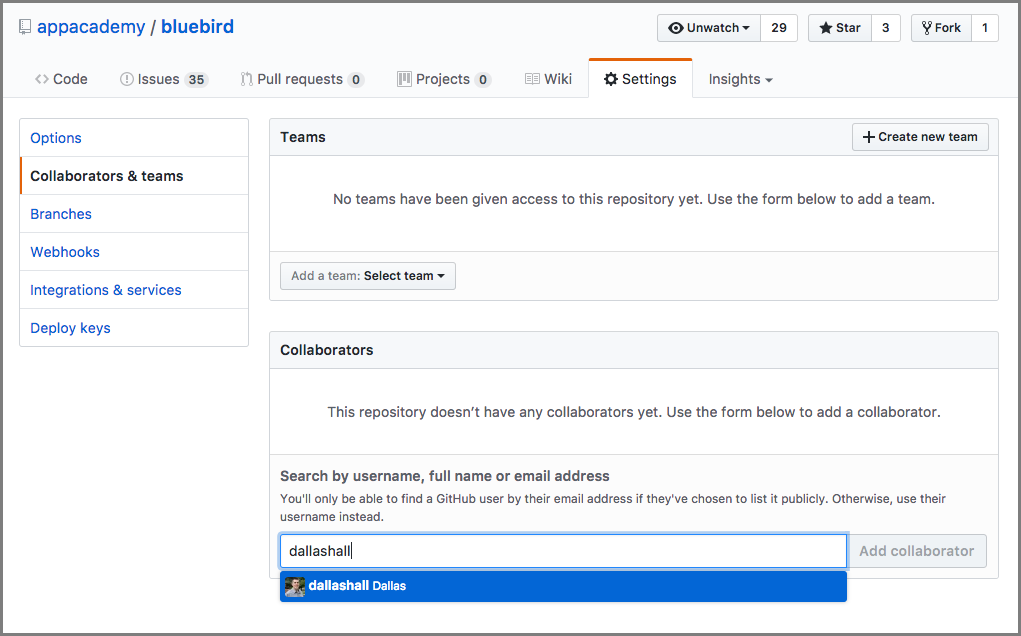 appacademy / bluebird
Unwatch 29 Star 3 Fork 1
Code Issues 35 Pull requests 0 Projects 0 Wiki Settings Insights
Options
Collaborators & teams
Branches
Webhooks
Integrations & services
Deploy keys
Teams
Create new team
No teams have been given access to this repository yet. Use the form below to add a team.
Add a team: Select team
Collaborators
This repository doesn’t have any collaborators yet. Use the form below to add a collaborator.
Search by username, full name or email address
You'll only be able to find a GitHub user by their email address if they've chosen to list it publicly. Otherwise, use their
username instead.
dallashall
Add collaborator
dallashall Dallas